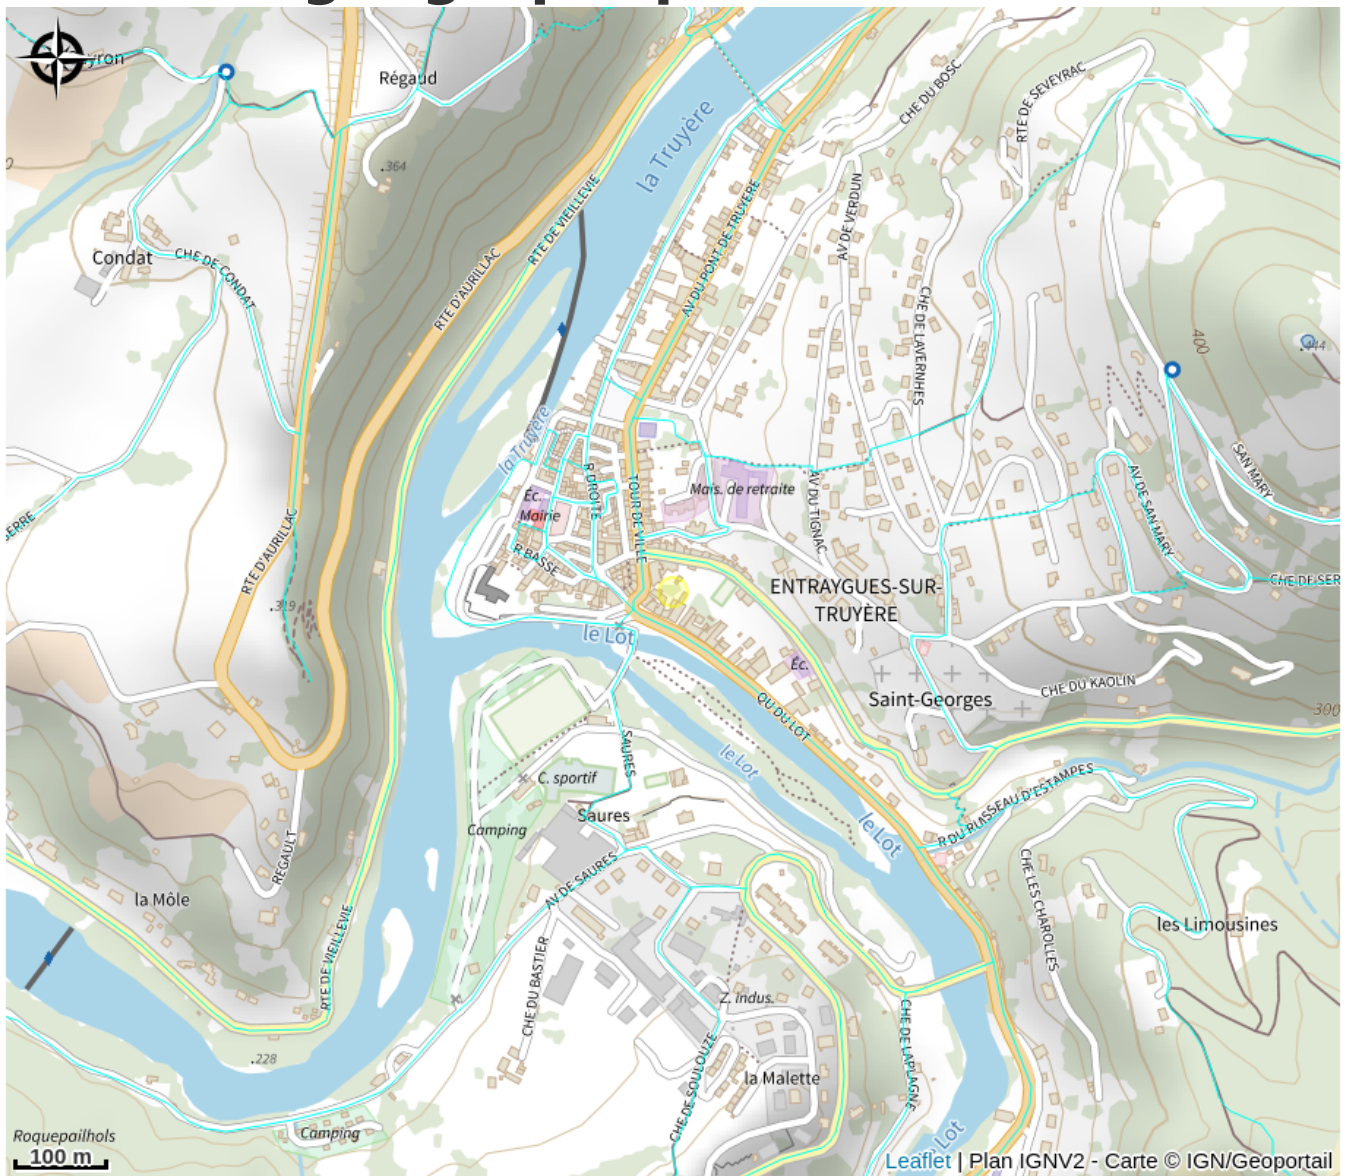 yron
Régaud
la Truyère
CHE DU BOSC
RTE DE SEVEYRAC
.364
RTE DE VIEILLEVIE
AV DU PONT DE TRUYERE
AV DE VERDUN
Condat
CHE DE CONDAT
RTE D'AURILLAC
CHE DE LAVERNHES
400
.444
la Truyère
SAN MARY
R DROITE
TOUR DE VILLE
Mais. de retraite
AV DU TIGNAC
AV DE SAN MARY
Éc.
Mairie
SERRE
RTE D'AURILLAC
R BASSE
ENTRAYGUES-SUR-
TRUYÈRE
CHE DE SER
.319
le Lot
Éc.
Saint-Georges
CHE DU KAOLIN
300
QU DU LOT
SAURES
le Lot
C. sportif
Saures
Camping
le Lot
R DU RUISSEAU D'ESTAMPES
REGAULT
la Môle
AV DE SAURES
CHE LES CHAROLLES
les Limousines
RTE DE VIEILLEVIE
CHE DU BASTIER
Z. indus.
CHE DE LAPLAGNE
.228
CHE DE SOULOUZE
la Malette
Roquepailhols
Camping
Lot
100 m
Leaflet | Plan IGNV2 - Carte © IGN/Geoportail